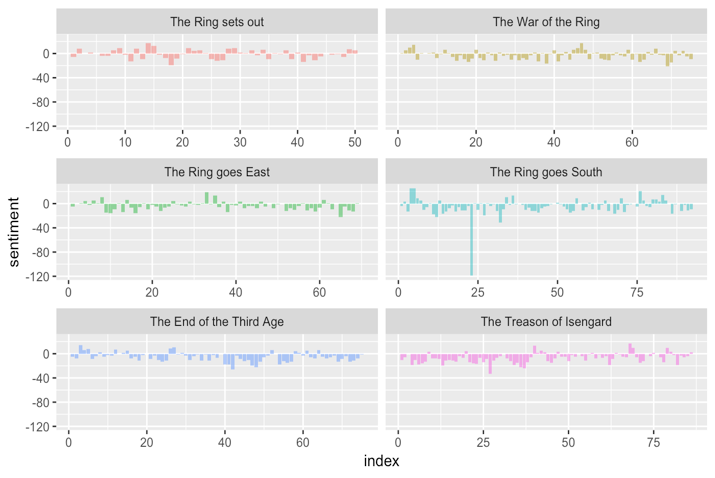 The Ring sets out
The War of the Ring
0
-40
-80
-120
0 10 20 30 40 50
0 20 40 60
The Ring goes East
The Ring goes South
0
-40
-80
-120
0 20 40 60
0 25 50 75
The End of the Third Age
The Treason of Isengard
0
-40
-80
-120
0 20 40 60
0 25 50 75
sentiment
index